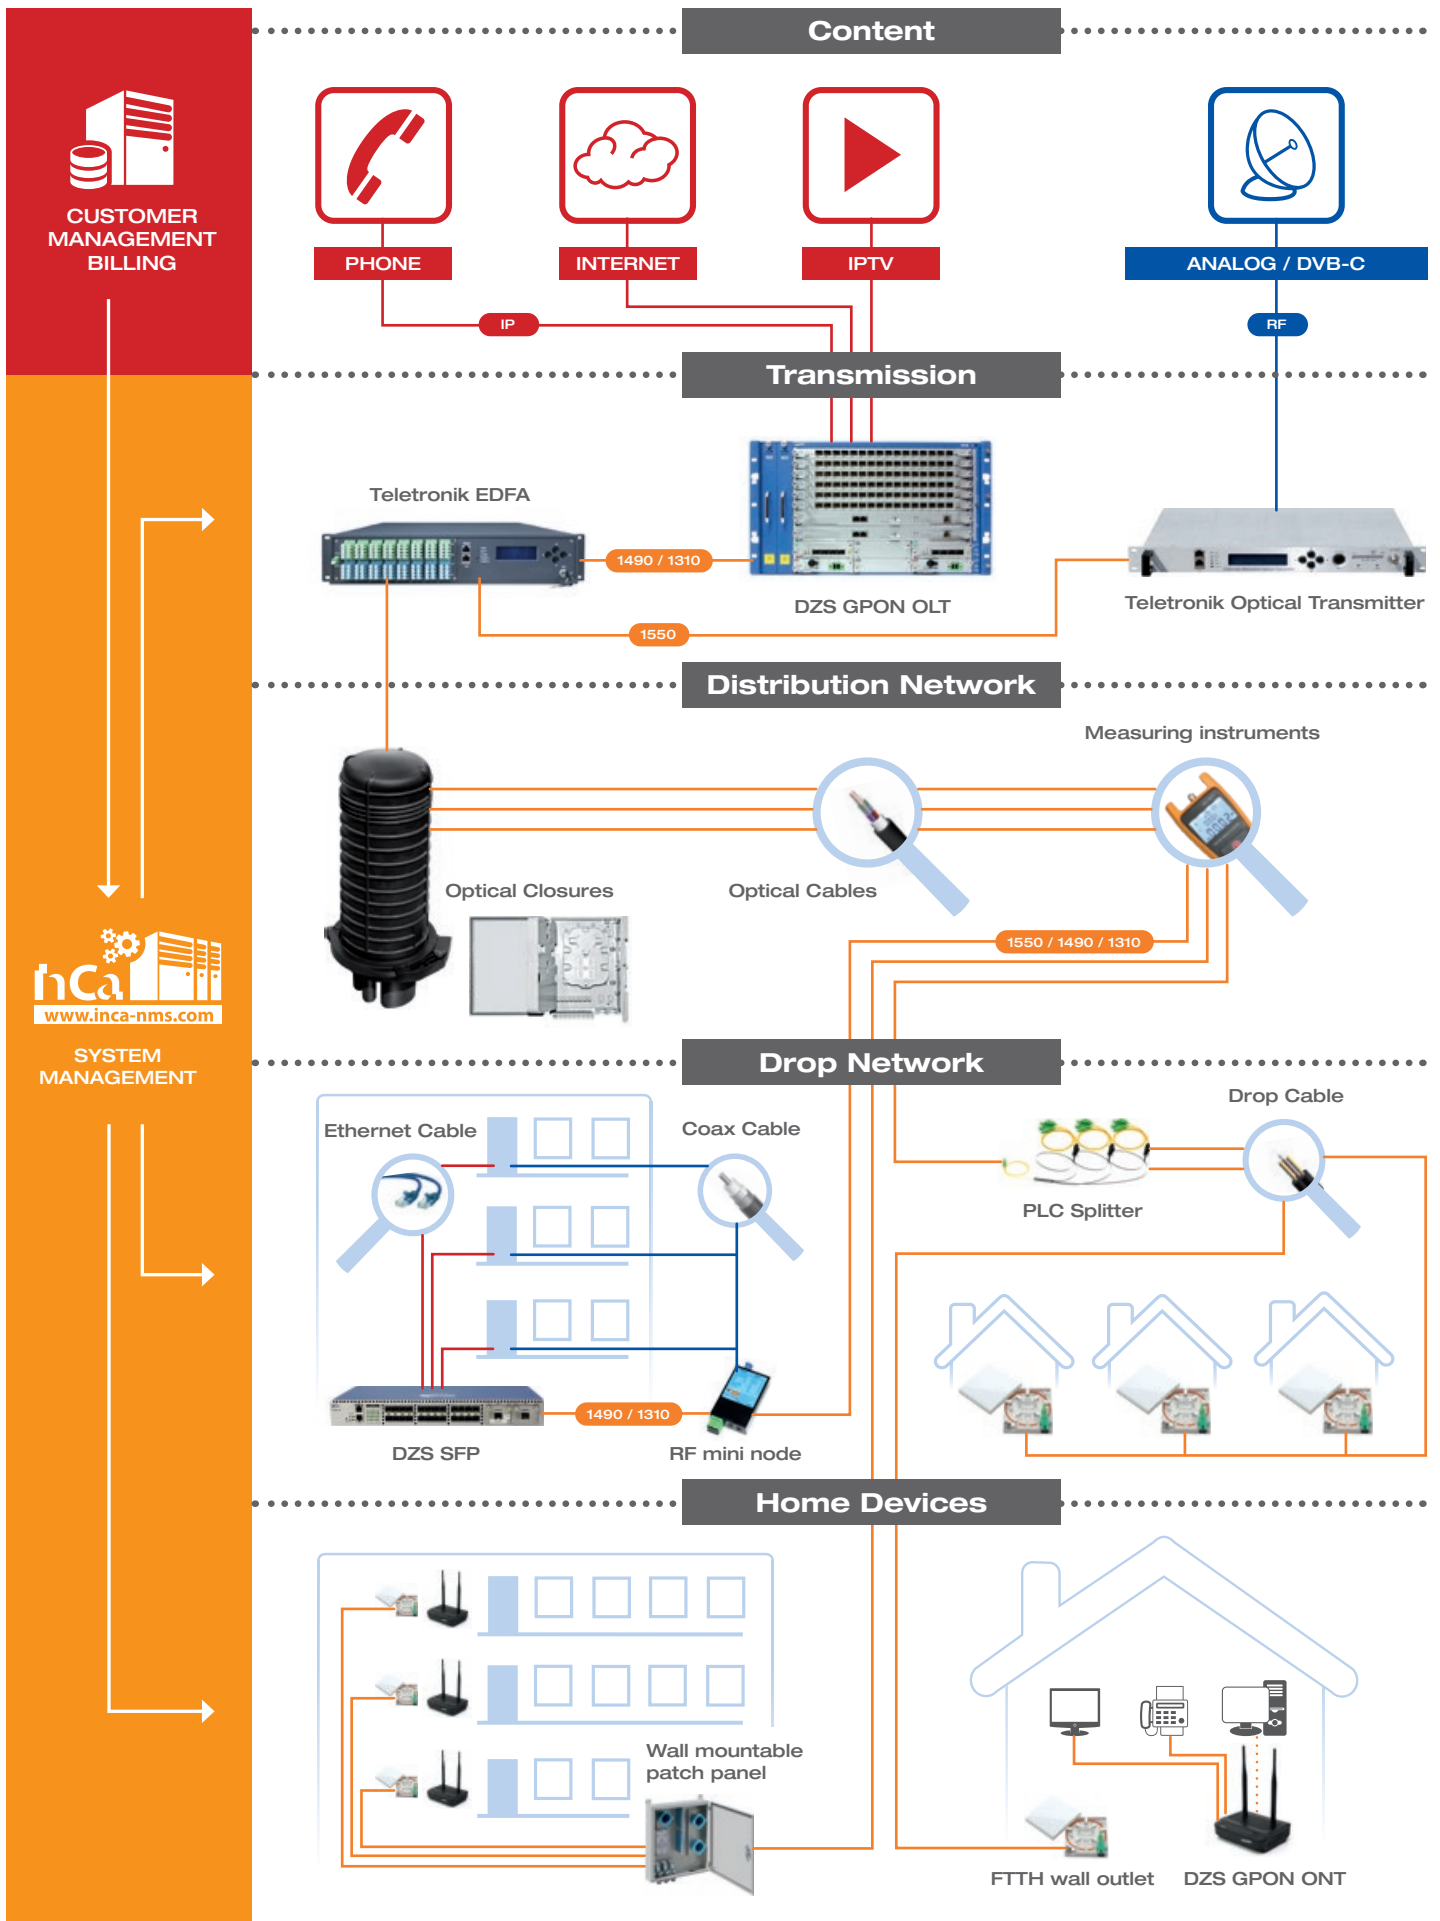 Content
CUSTOMER
MANAGEMENT
BILLING
PHONE
INTERNET
IPTV
ANALOG / DVB-C
IP
RF
Transmission
Teletronik EDFA
1490 / 1310
DZS GPON OLT
Teletronik Optical Transmitter
1550
Distribution Network
Measuring instruments
Optical Closures
Optical Cables
1550 / 1490 / 1310
inCa
www.inca-nms.com
SYSTEM
MANAGEMENT
Drop Network
Drop Cable
Ethernet Cable
Coax Cable
PLC Splitter
1490 / 1310
DZS SFP
RF mini node
Home Devices
Wall mountable
patch panel
FTTH wall outlet
DZS GPON ONT